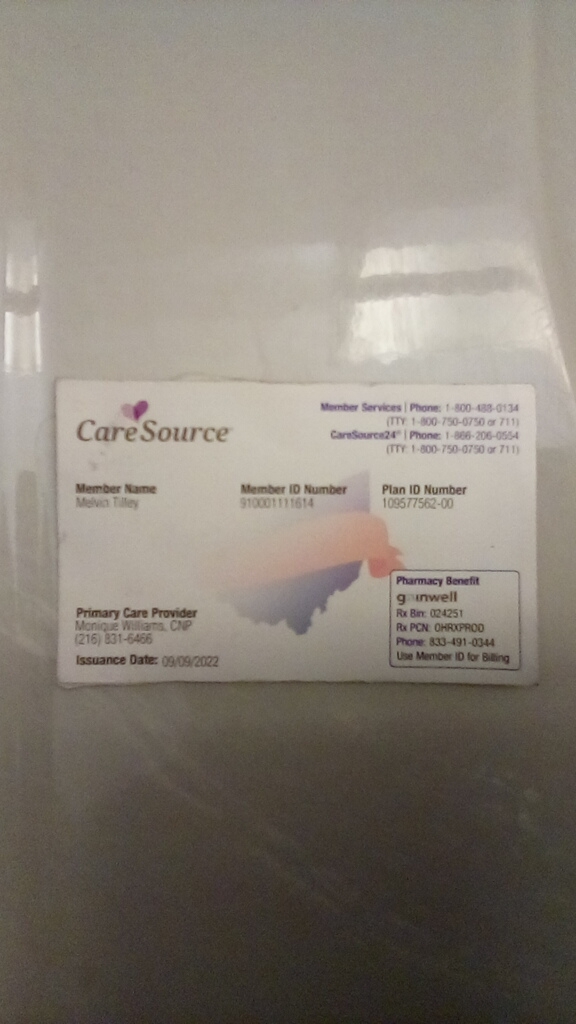 CareSource
Member Services | Phone: 1-800-488-0134
(TTY: 1-800-750-0750 or 711)
CareSource24® | Phone: 1-866-206-0554
(TTY: 1-800-750-0750 or 711)
Member Name
Melvin Tilley
Member ID Number
910001111614
Plan ID Number
109577562-00
Primary Care Provider
Monique Williams, CNP
(216) 831-6466
Issuance Date: 09/09/2022
Pharmacy Benefit
gainwell
Rx Bin: 024251
Rx PCN: OHRXPROD
Phone: 833-491-0344
Use Member ID for Billing